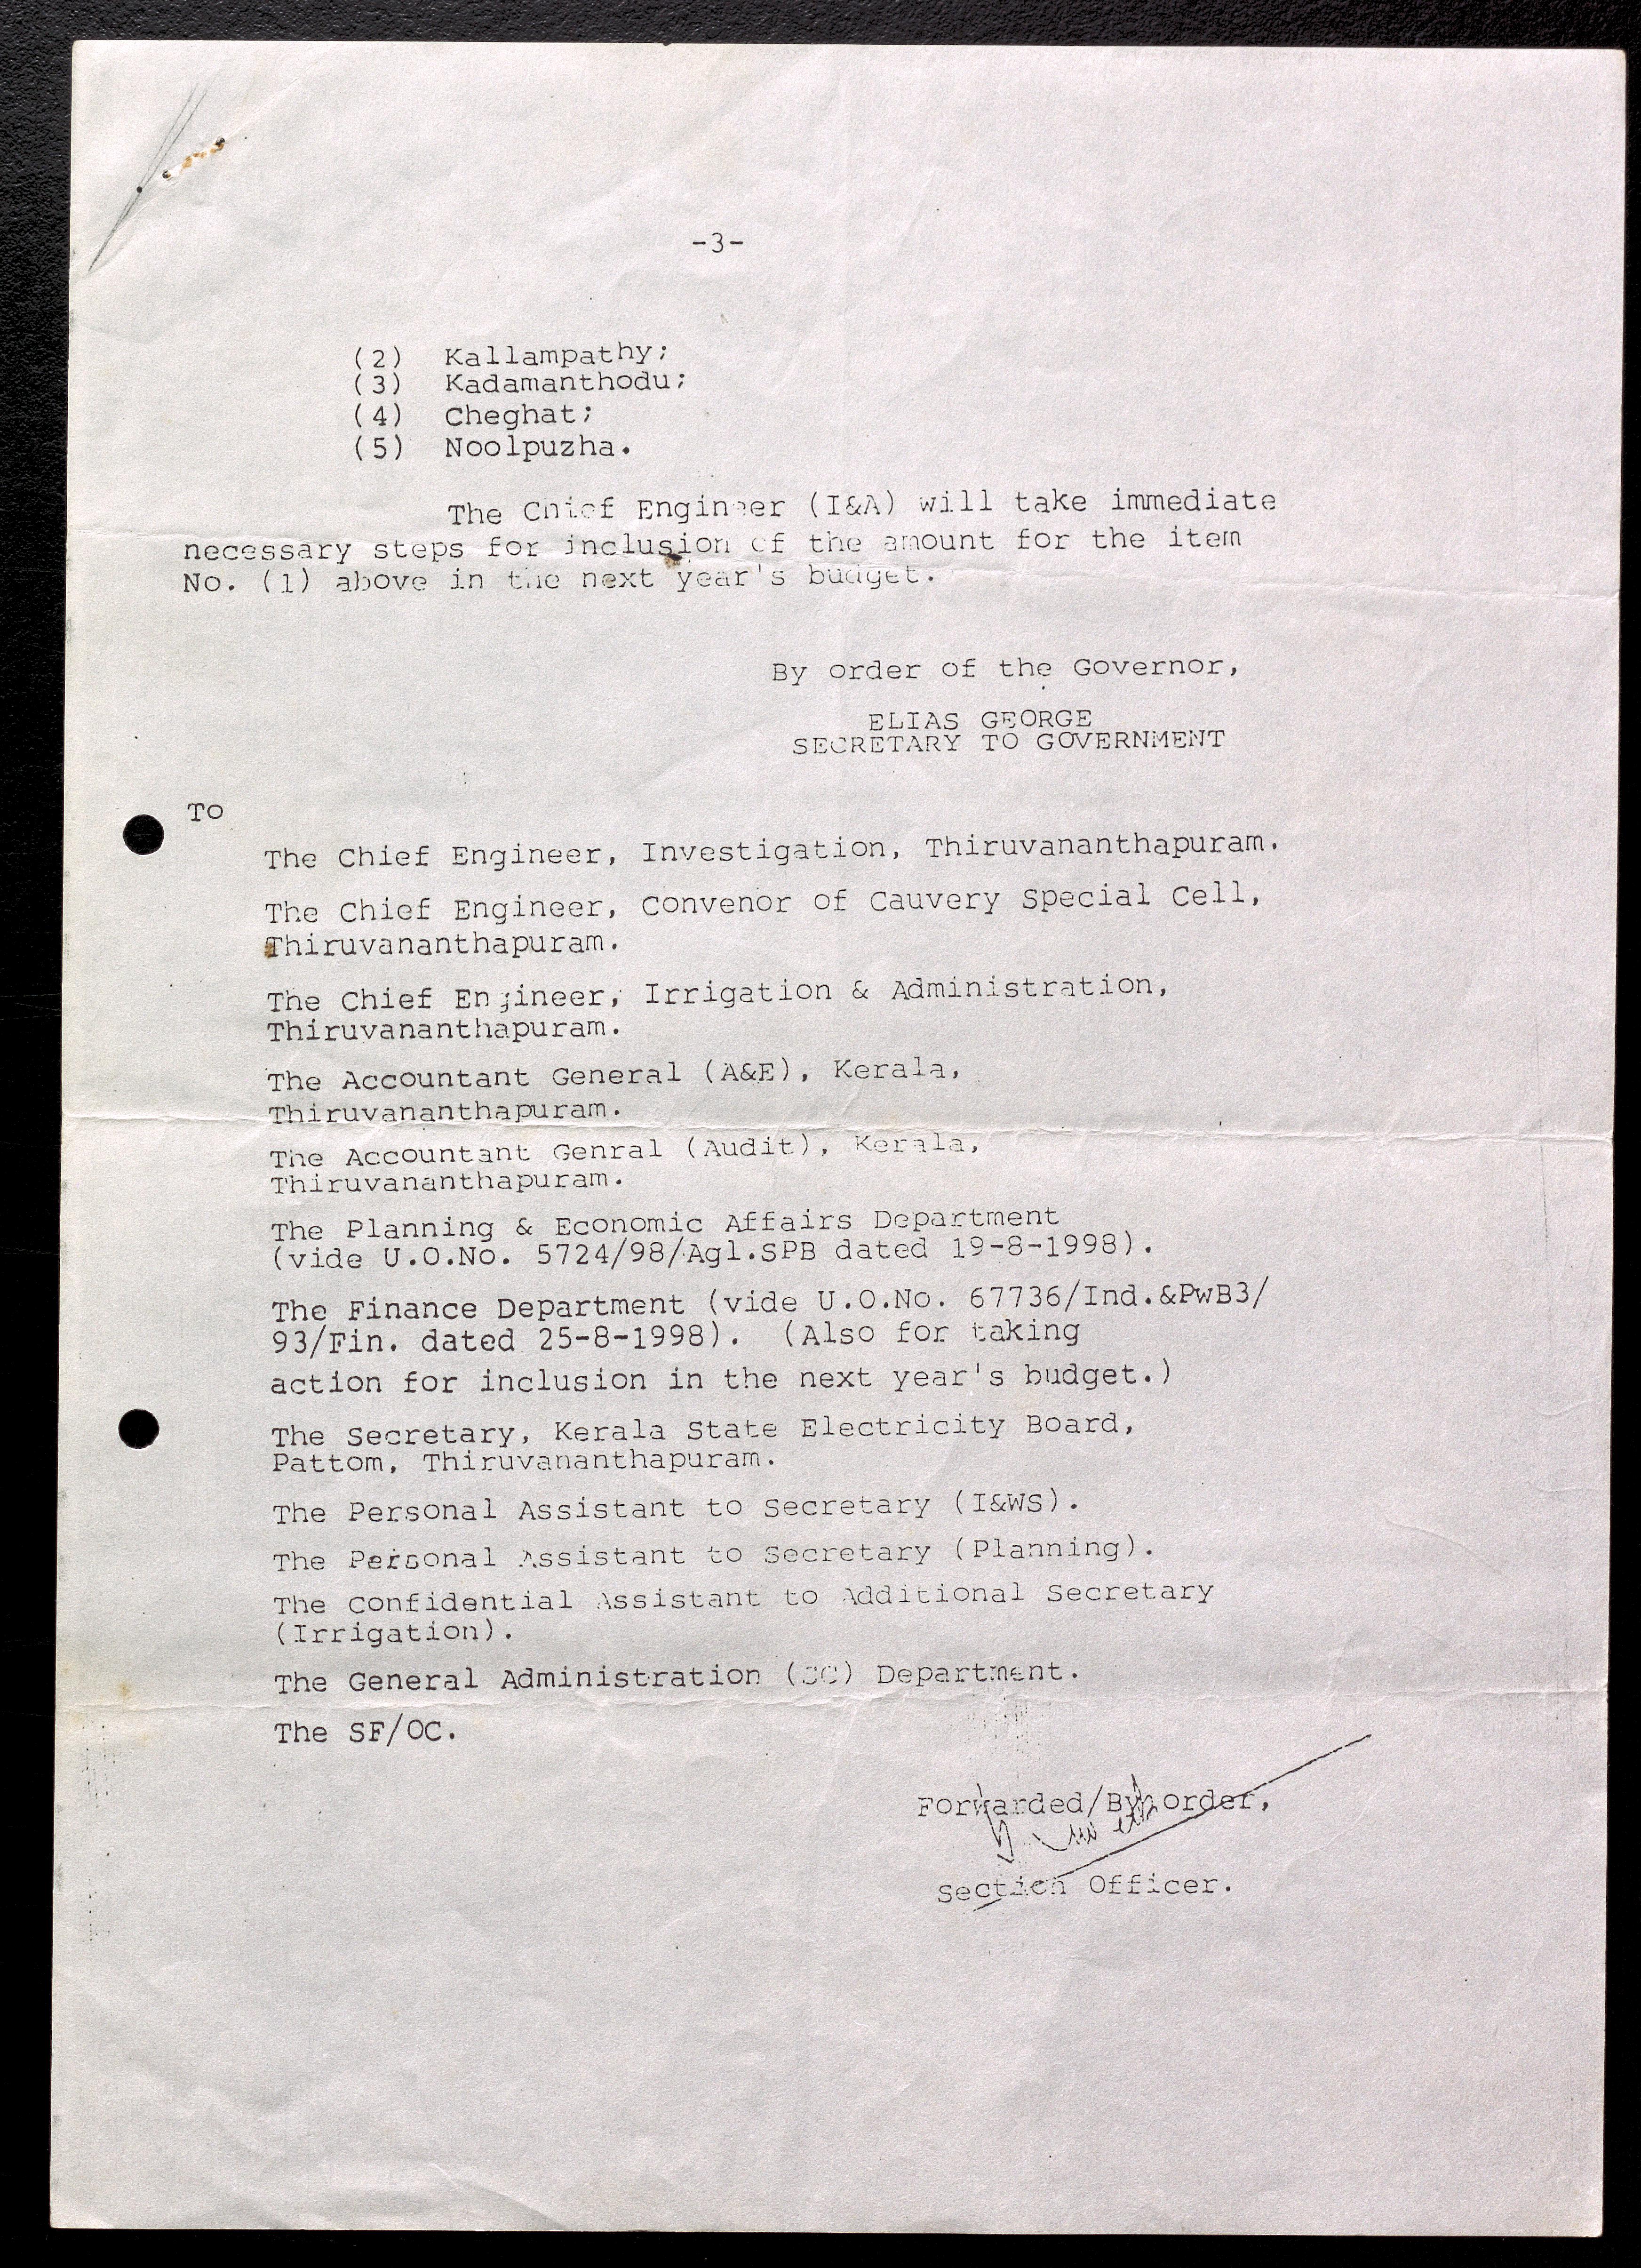 -3-
(2) Kallampathy;
(3) Kadamanthodu;
(4) Cheghat;
(5) Noolpuzha.
The Chief Engineer (I&A) will take immediate
necessary steps for inclusion of the amount for the item
No. (1) above in the next year's budget.
By order of the Governor,
ELIAS GEORGE
SECRETARY TO GOVERNMENT
To
The Chief Engineer, Investigation, Thiruvananthapuram.
The Chief Engineer, Convenor of Cauvery Special Cell,
Thiruvananthapuram.
The Chief Engineer, Irrigation & Administration,
Thiruvananthapuram.
The Accountant General (A&E), Kerala,
Thiruvananthapuram.
The Accountant Genral (Audit), Kerala,
Thiruvananthapuram.
The Planning & Economic Affairs Department
(vide U.O.No. 5724/98/Agl.SPB dated 19-8-1998).
The Finance Department (vide U.O.No. 67736/Ind.&PwB3/
93/Fin. dated 25-8-1998). (Also for taking
action for inclusion in the next year's budget.)
The Secretary, Kerala State Electricity Board,
Pattom, Thiruvananthapuram.
The Personal Assistant to Secretary (I&WS).
The Personal Assistant to Secretary (Planning).
The Confidential Assistant to Additional Secretary
(Irrigation).
The General Administration Department.
The SF/OC.
Forwarded/By order,
Section Officer.